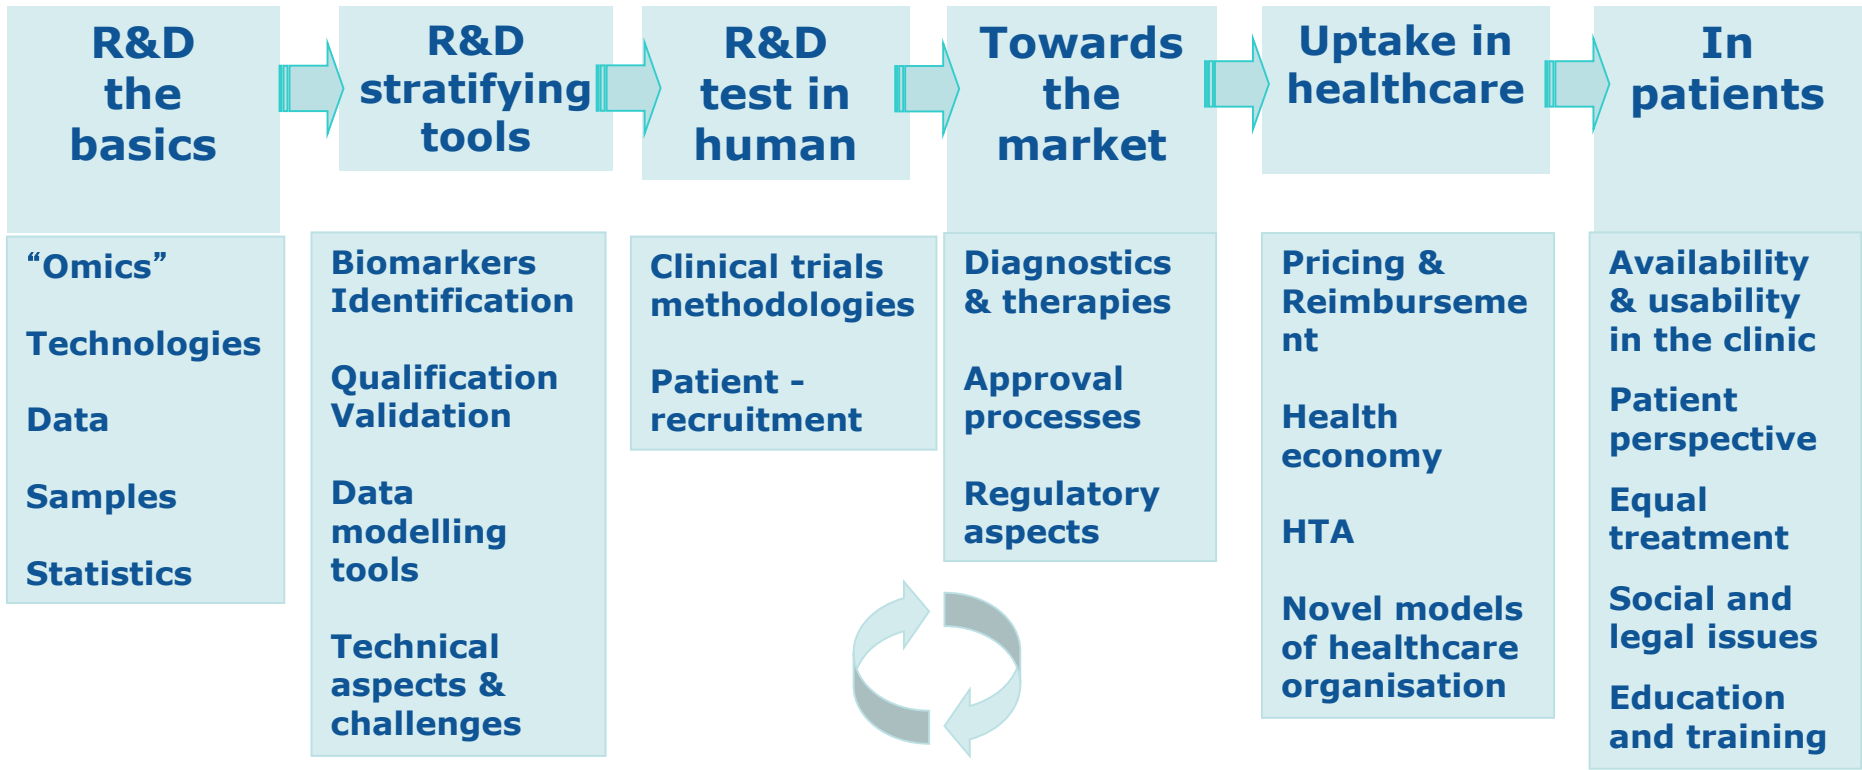 R&D
the
basics
R&D
stratifying
tools
R&D
test in
human
Towards
the
market
Uptake in
healthcare
In
patients
“Omics”
Technologies
Data
Samples
Statistics
Biomarkers
Identification
Qualification
Validation
Data
modelling
tools
Technical
aspects &
challenges
Clinical trials
methodologies
Patient –
recruitment
Diagnostics
& therapies
Approval
processes
Regulatory
aspects
Pricing &
Reimburseme
nt
Health
economy
HTA
Novel models
of healthcare
organisation
Availability
& usability
in the clinic
Patient
perspective
Equal
treatment
Social and
legal issues
Education
and training